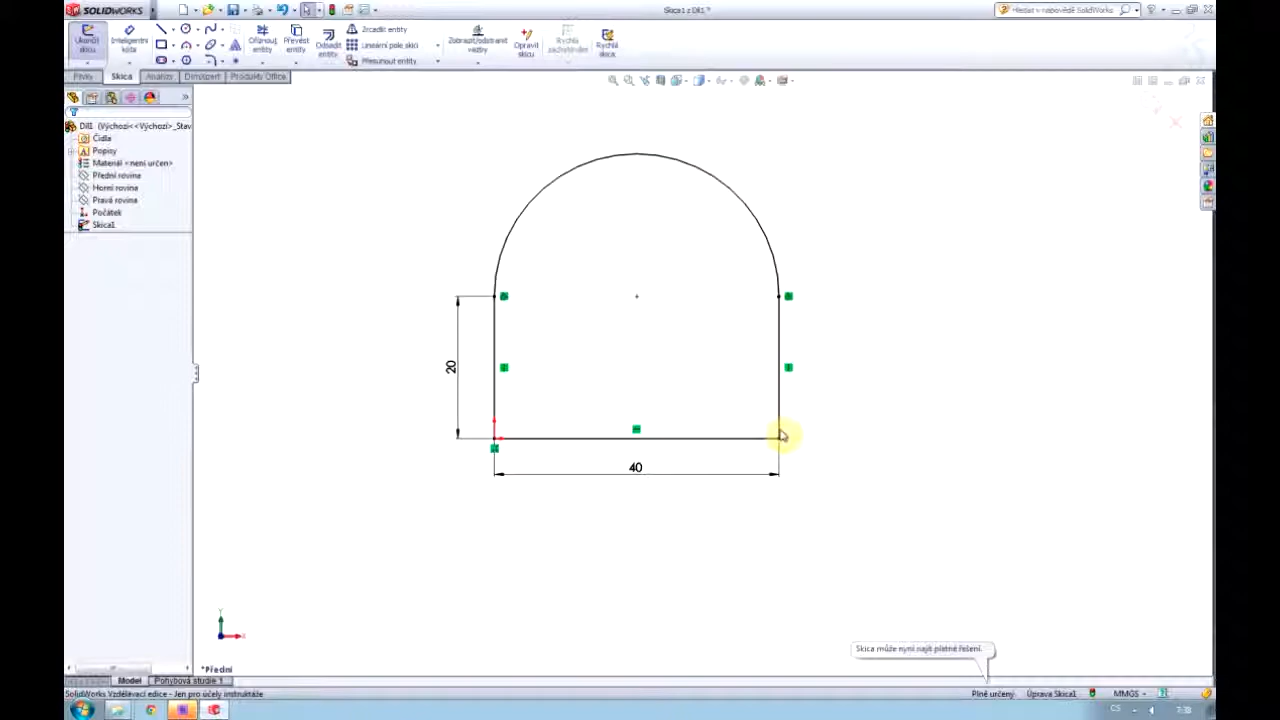 SOLIDWORKS
Skica1 z Díl1 *
Hledat v nápovědě SolidWorks
Ukončit skicu
Inteligentní kóta
Oříznout entity
Převést entity
Odsadit entity
Zrcadlit entity
Lineární pole skici
Přesunout entity
Zobrazit/odstranit vazby
Opravit skicu
Rychlá skica
Prvky
Skica
Analýzy
DimXpert
Produkty Office
Díl1 (Výchozí<<Výchozí>_Stav
Čidla
Popisy
Materiál <není určen>
Přední rovina
Horní rovina
Pravá rovina
Počátek
Skica1
20
40
Y
X
*Přední
Skica může nyní najít platné řešení.
Model
Pohybová studie 1
SolidWorks Vzdělávací edice - Jen pro účely instruktáže
Plně určený
Úprava Skica1
MMGS
CS
7:38